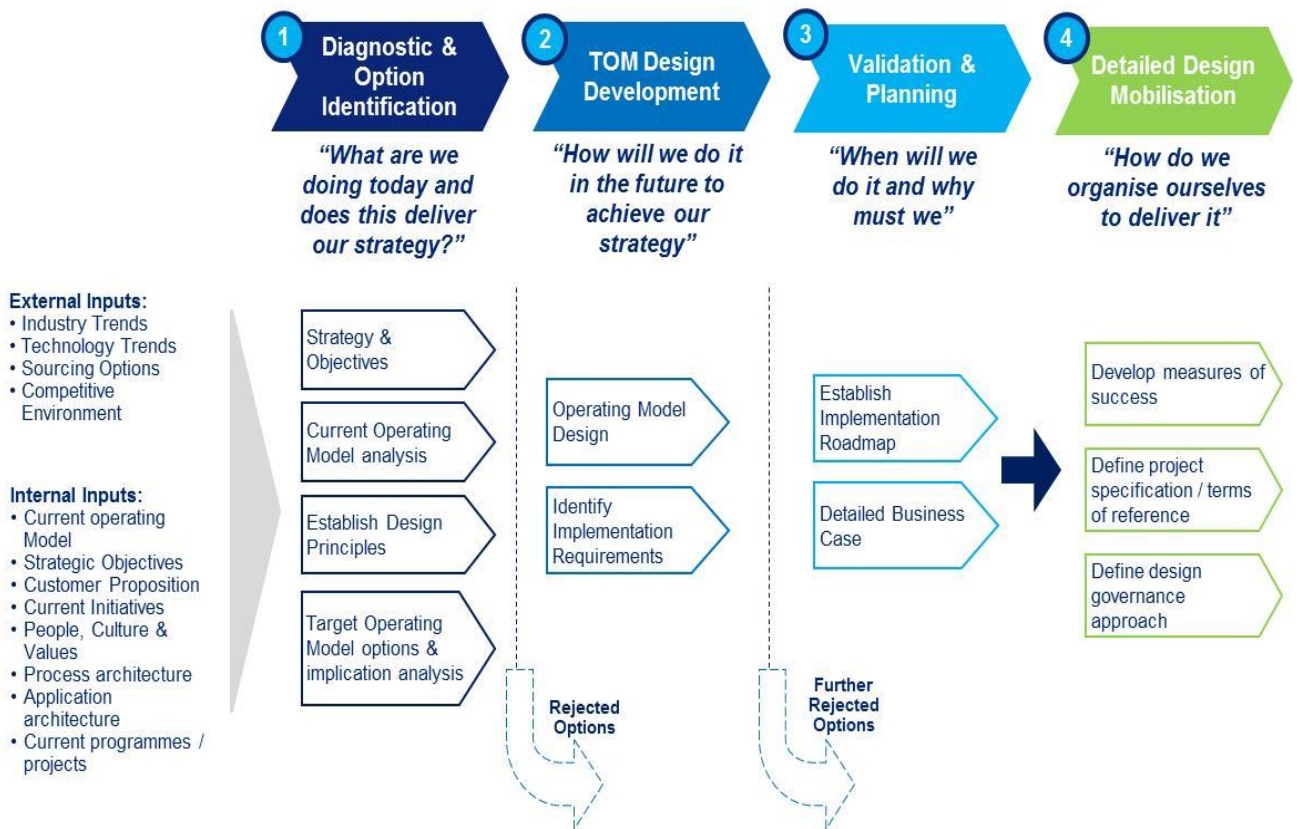 1
Diagnostic &
Option
Identification
2
TOM Design
Development
3
Validation &
Planning
4
Detailed Design
Mobilisation
“What are we
doing today and
does this deliver
our strategy?”
“How will we do it
in the future to
achieve our
strategy”
“When will we
do it and why
must we”
“How do we
organise ourselves
to deliver it”
External Inputs:
• Industry Trends
• Technology Trends
• Sourcing Options
• Competitive
Environment
Internal Inputs:
• Current operating
Model
• Strategic Objectives
• Customer Proposition
• Current Initiatives
• People, Culture &
Values
• Process architecture
• Application
architecture
• Current programmes /
projects
Strategy &
Objectives
Current Operating
Model analysis
Establish Design
Principles
Target Operating
Model options &
implication analysis
Operating Model
Design
Identify
Implementation
Requirements
Rejected
Options
Establish
Implementation
Roadmap
Detailed Business
Case
Further
Rejected
Options
Develop measures of
success
Define project
specification / terms
of reference
Define design
governance
approach